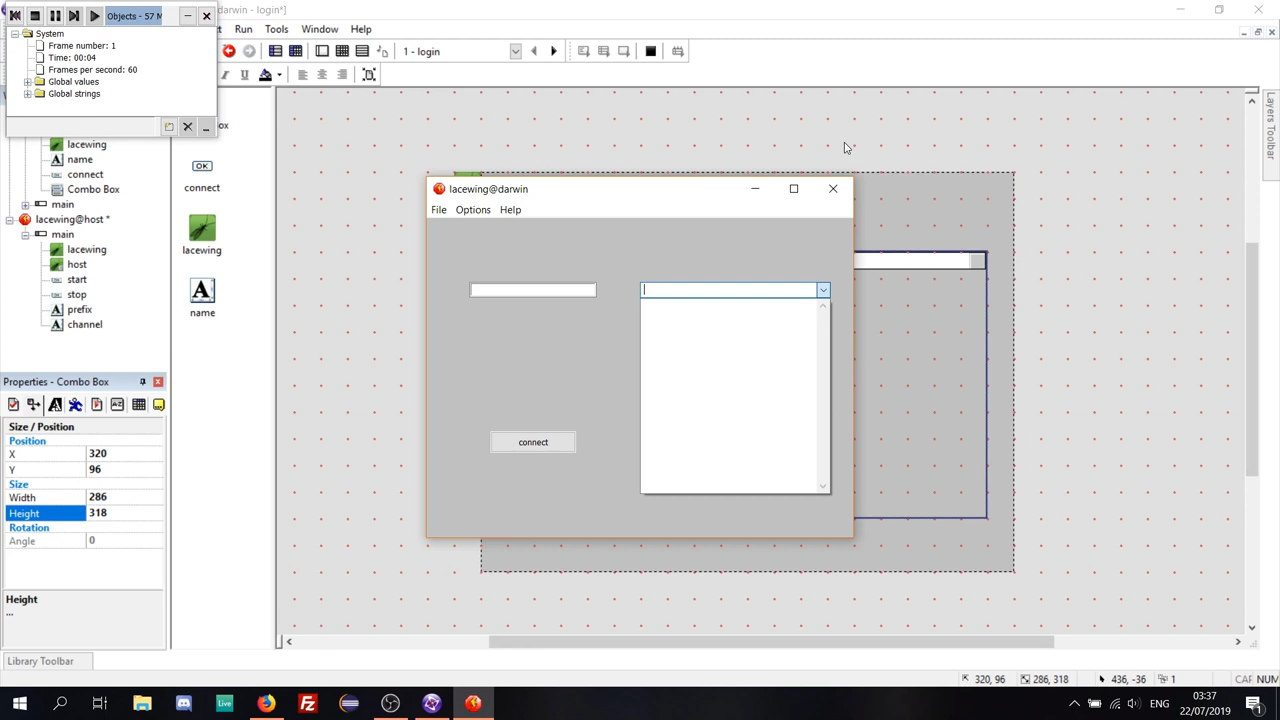 Objects - 57 M
System
Frame number: 1
Time: 00:04
Frames per second: 60
Global values
Global strings
darwin - login*]
Run Tools Window Help
1 - login
lacewing
name
connect
Combo Box
main
lacewing@host *
main
lacewing
host
start
stop
prefix
channel
ox
OK
connect
lacewing
A
name
Layers Toolbar
lacewing@darwin
File Options Help
connect
Properties - Combo Box
Size / Position
Position
X 320
Y 96
Size
Width 286
Height 318
Rotation
Angle 0
Height
...
Library Toolbar
320, 96 286, 318 436, -36 1 CAP NUM
Live
ENG
03:37
22/07/2019
1